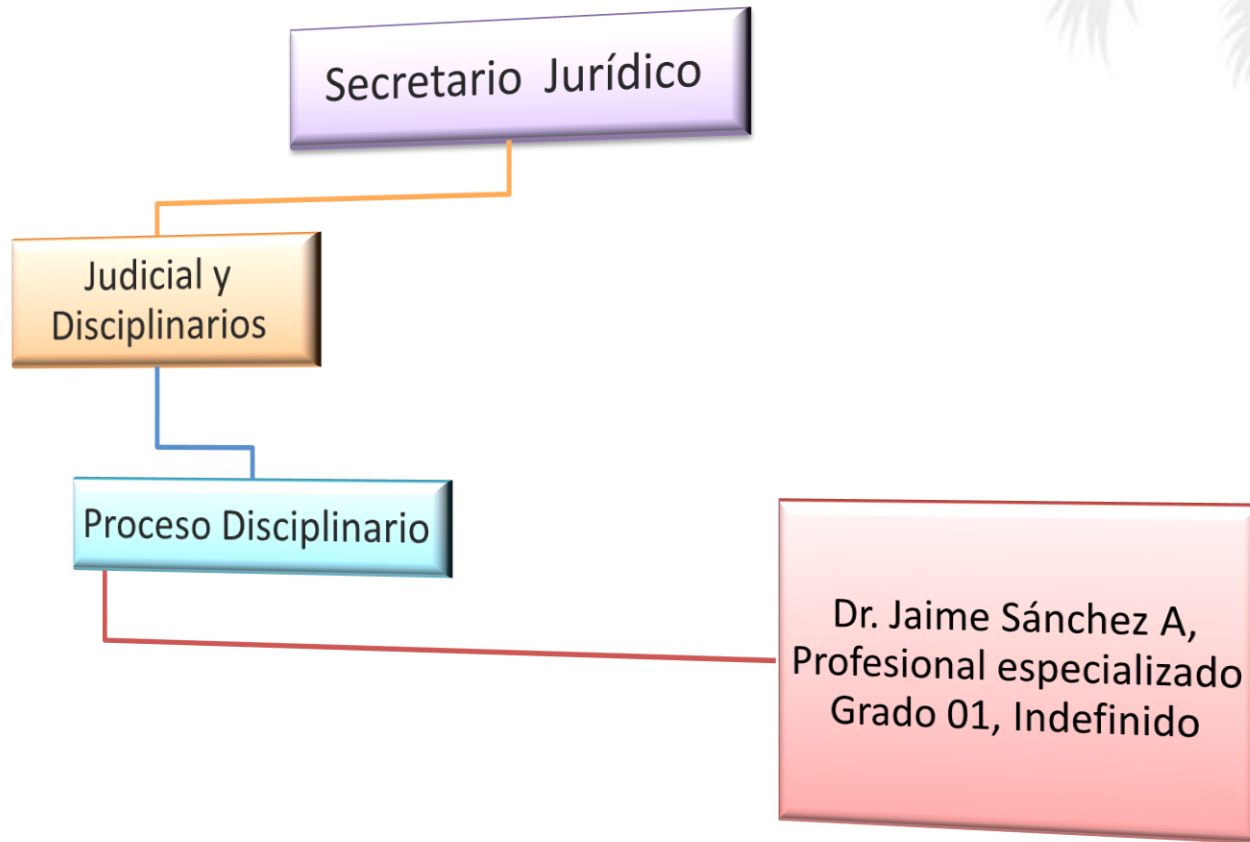 Secretario Jurídico
Judicial y
Disciplinarios
Proceso Disciplinario
Dr. Jaime Sánchez A,
Profesional especializado
Grado 01, Indefinido